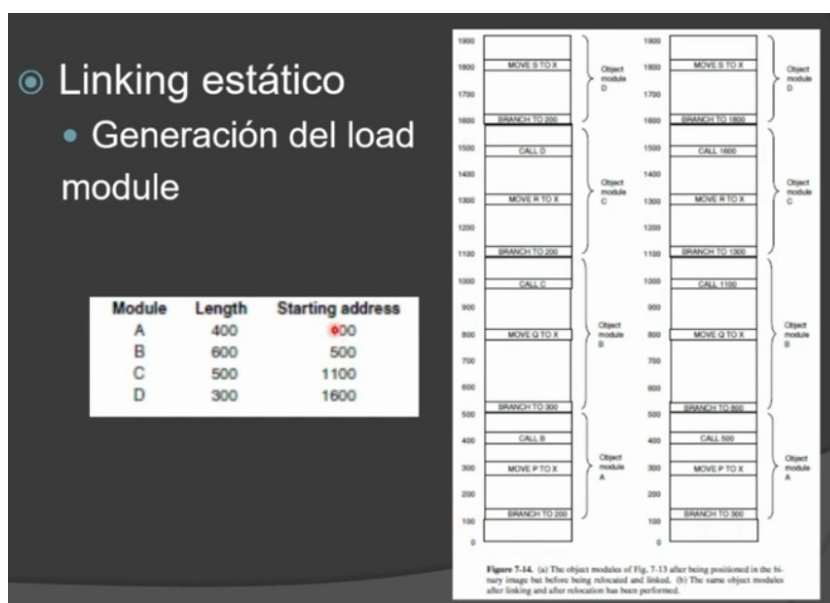 Linking estático
Generación del load
module
Module Length Starting address
A 400
B 600 500
C 500 1100
D 300 1600
1900
1800 MOVE S TO X
Object
module
D
1700
1600 BRANCH TO 200
1500 CALL D
1400
Object
module
C
1300 MOVE R TO X
1200
1100 BRANCH TO 200
1000 CALL C
900
Object
module
B
800 MOVE Q TO X
700
600
BRANCH TO 300
500
400 CALL B
Object
module
A
300 MOVE P TO X
200
BRANCH TO 200
100
0
1900
1800 MOVE S TO X
Object
module
D
1700
1600 BRANCH TO 1800
1500 CALL 1600
1400
Object
module
C
1300 MOVE R TO X
1200
1100 BRANCH TO 1300
1000 CALL 1100
900
Object
module
B
800 MOVE Q TO X
700
600
BRANCH TO 800
500
400 CALL 500
Object
module
A
300 MOVE P TO X
200
BRANCH TO 300
100
0
Figure 7-14. (a) The object modules of Fig. 7-13 after being positioned in the bi-
nary image but before being relocated and linked. (b) The same object modules
after linking and after relocation has been performed.